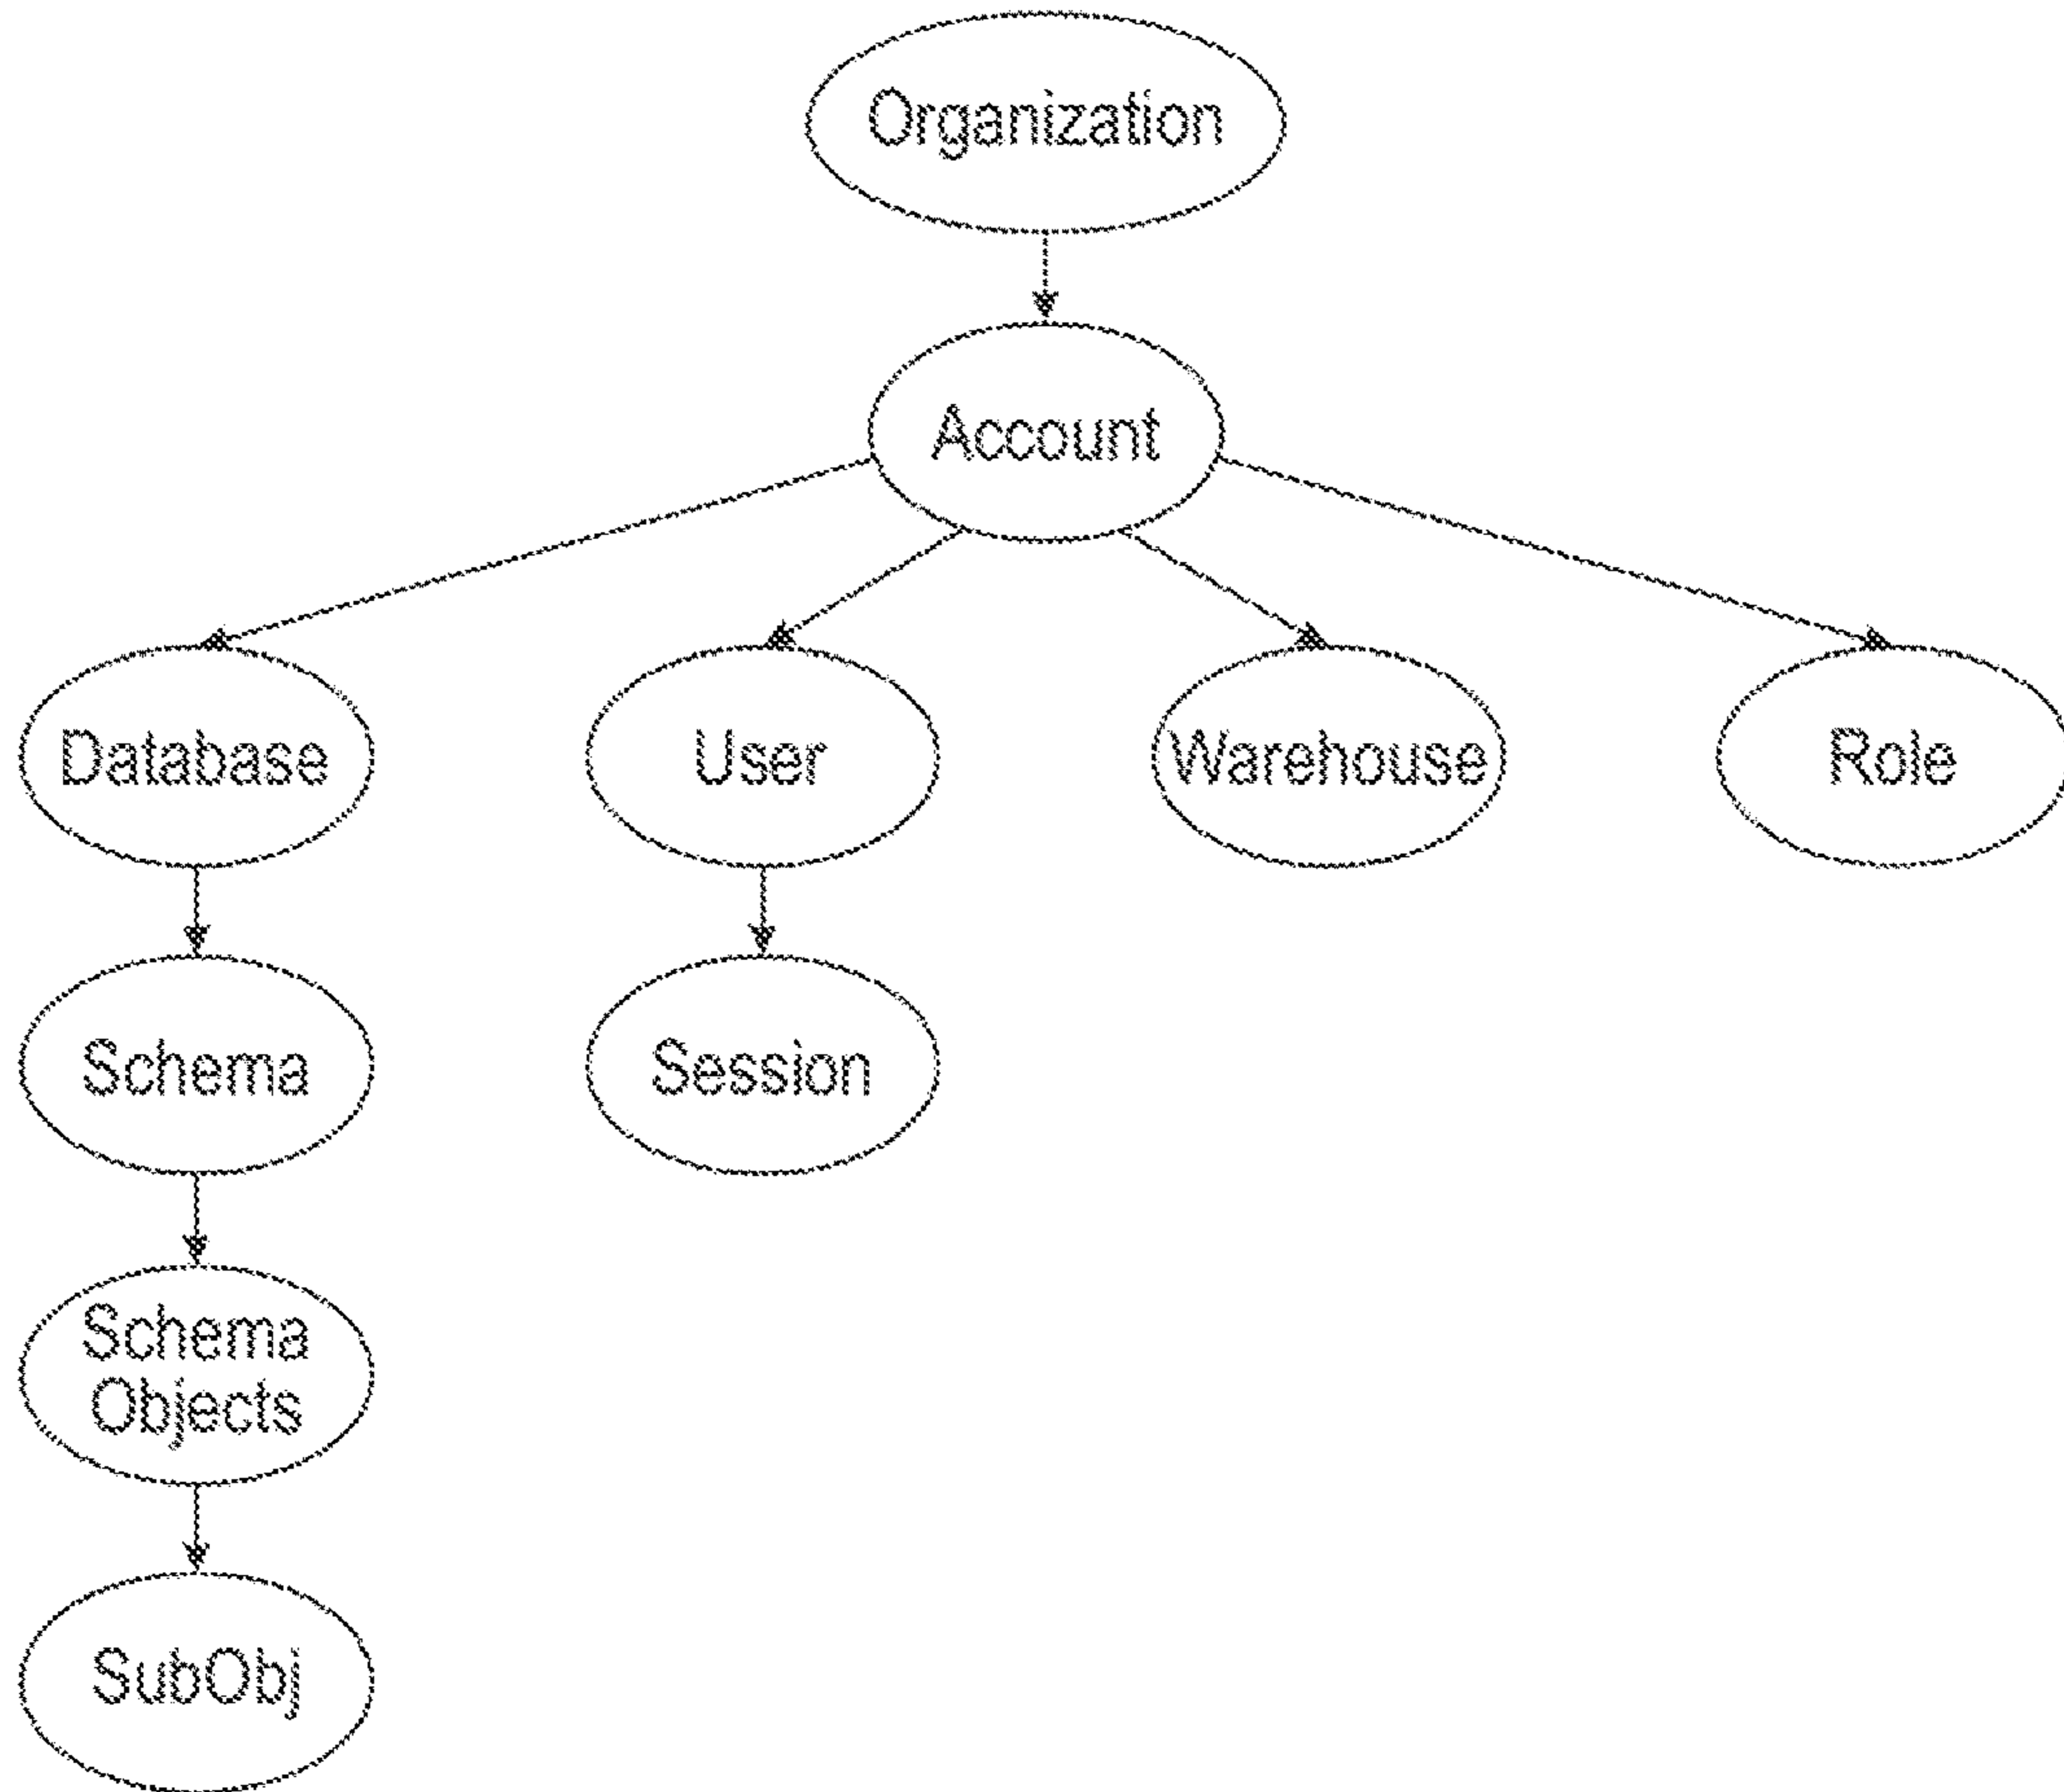 Organization
Account
Database
User
Warehouse
Role
Schema
Session
Schema
Objects
SubObj